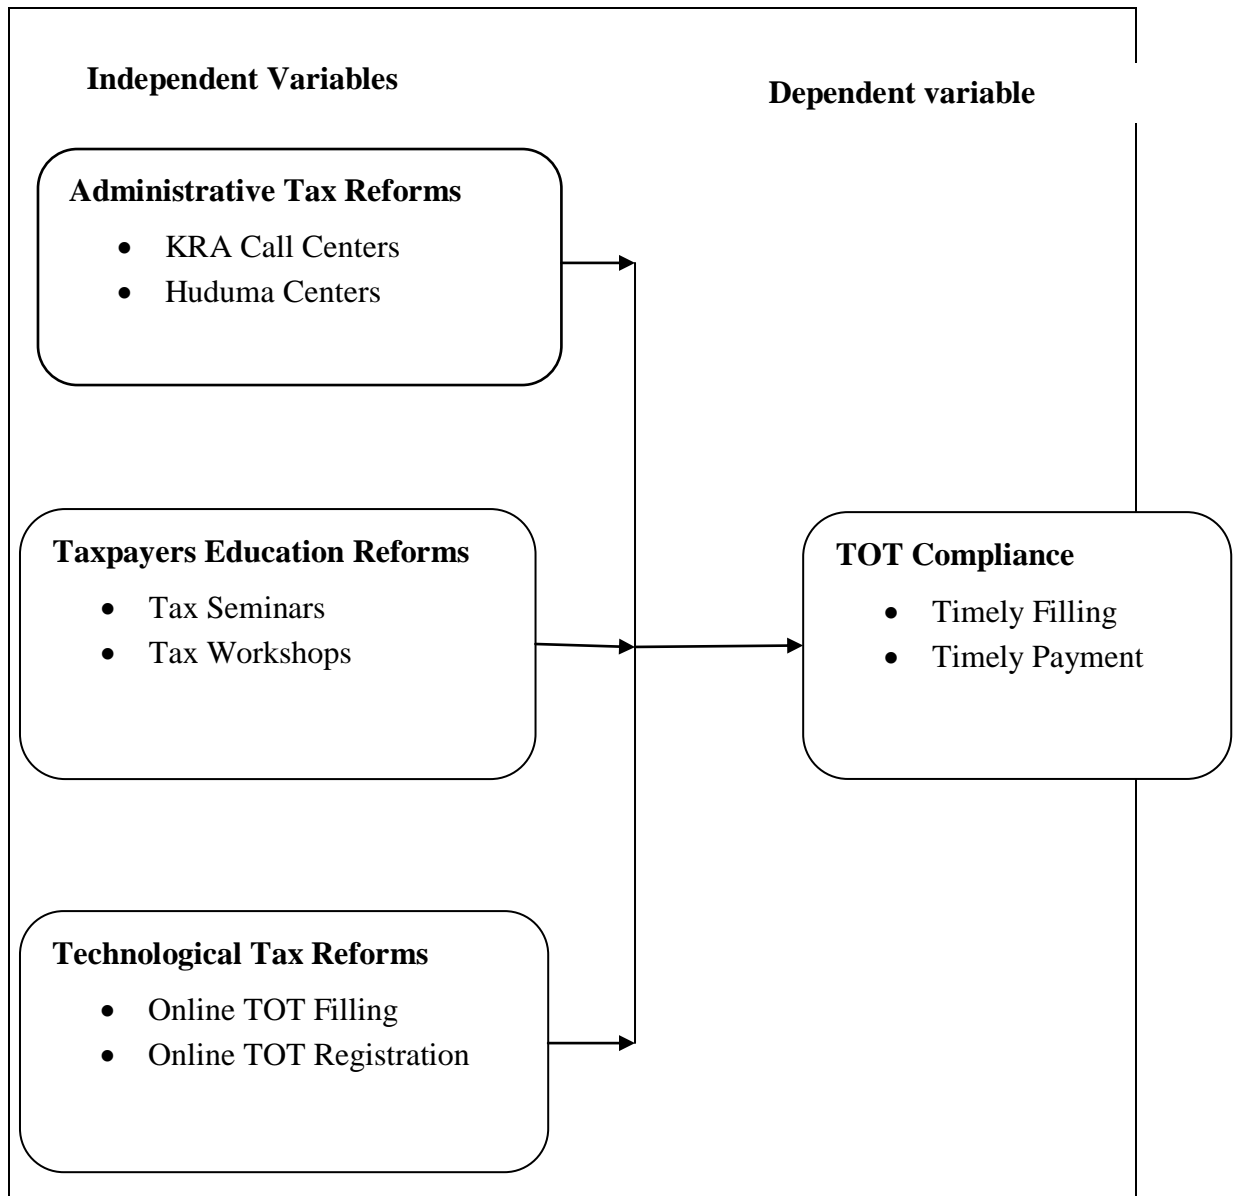 Independent Variables
Dependent variable
Administrative Tax Reforms
• KRA Call Centers
• Huduma Centers
Taxpayers Education Reforms
• Tax Seminars
• Tax Workshops
TOT Compliance
• Timely Filling
• Timely Payment
Technological Tax Reforms
• Online TOT Filling
• Online TOT Registration